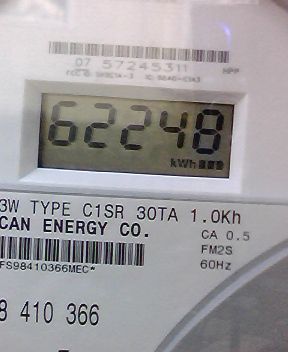 07 57245311 MPP
62248
kWh
3W TYPE C1SR 30TA 1.0Kh
CAN ENERGY CO. CA 0.5
FM2S
FS98410366MEC* 60Hz
8 410 366